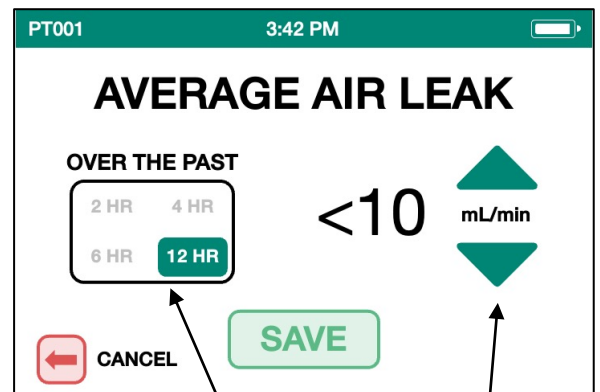 PT001 3:42 PM
AVERAGE AIR LEAK
OVER THE PAST
2 HR 4 HR
6 HR 12 HR
<10 mL/min
SAVE
CANCEL